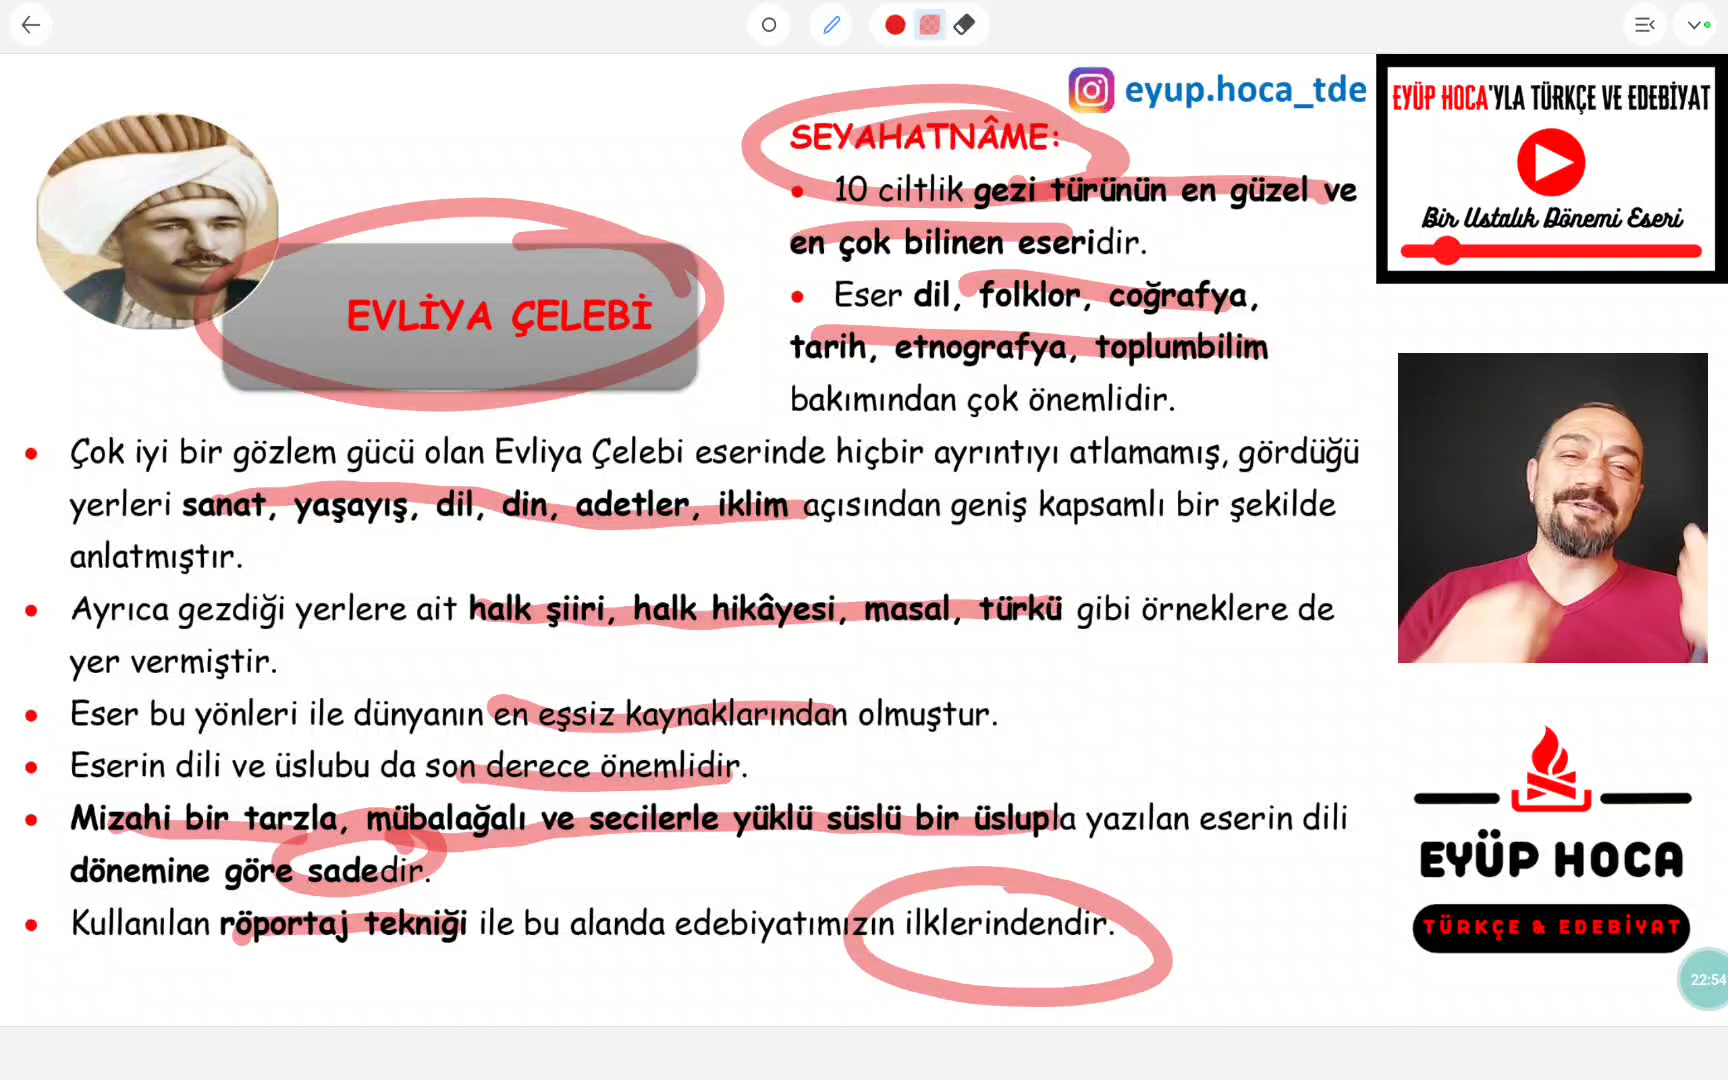 eyup.hoca_tde
EYÜP HOCA'YLA TÜRKÇE VE EDEBİYAT
Bir Ustalık Dönemi Eseri
EVLİYA ÇELEBİ
SEYAHATNÂME:
• 10 ciltlik gezi türünün en güzel ve
en çok bilinen eseridir.
• Eser dil, folklor, coğrafya,
tarih, etnografya, toplumbilim
bakımından çok önemlidir.
• Çok iyi bir gözlem gücü olan Evliya Çelebi eserinde hiçbir ayrıntıyı atlamamış, gördüğü
yerleri sanat, yaşayış, dil, din, adetler, iklim açısından geniş kapsamlı bir şekilde
anlatmıştır.
• Ayrıca gezdiği yerlere ait halk şiiri, halk hikâyesi, masal, türkü gibi örneklere de
yer vermiştir.
• Eser bu yönleri ile dünyanın en eşsiz kaynaklarından olmuştur.
• Eserin dili ve üslubu da son derece önemlidir.
• Mizahi bir tarzla, mübalağalı ve secilerle yüklü süslü bir üslupla yazılan eserin dili
dönemine göre sadedir.
• Kullanılan röportaj tekniği ile bu alanda edebiyatımızın ilklerindendir.
EYÜP HOCA
TÜRKÇE & EDEBİYAT
22:54